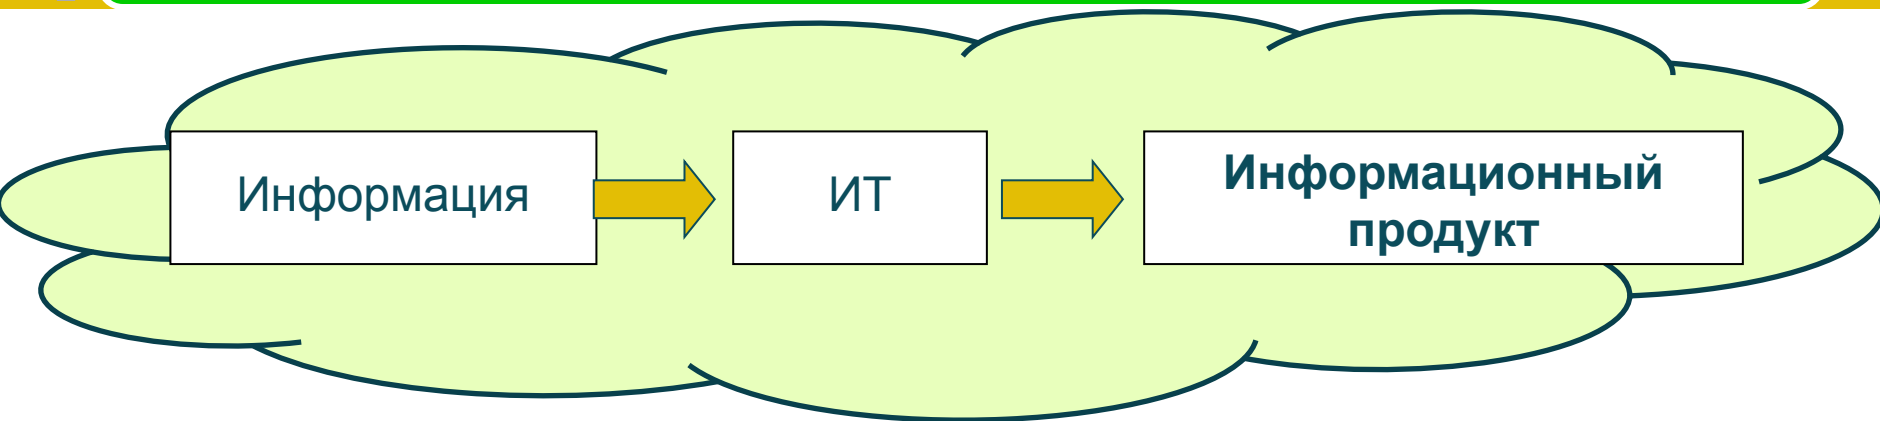 Информация
ИТ
Информационный
продукт